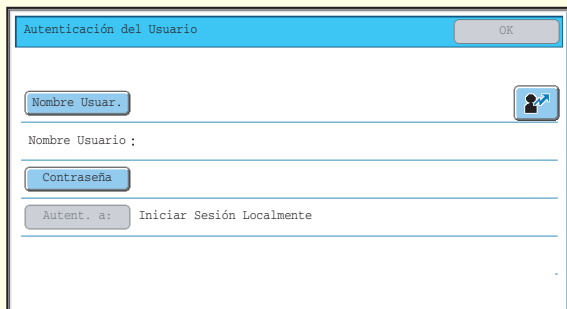 Autenticación del Usuario OK
Nombre Usuar.
Nombre Usuario :
Contraseña
Autent. a: Iniciar Sesión Localmente